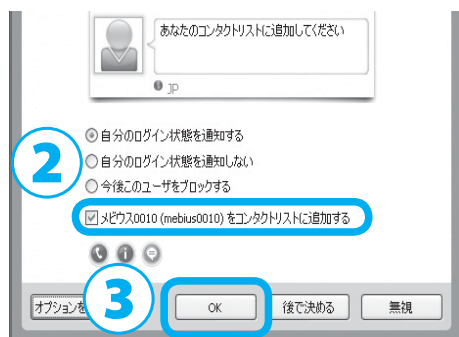 あなたのコンタクトリストに追加してください
jp
自分のログイン状態を通知する
2
自分のログイン状態を通知しない
今後このユーザをブロックする
メビウス0010 (mebius0010) をコンタクトリストに追加する
3
オプションを
OK
後で決める
無視